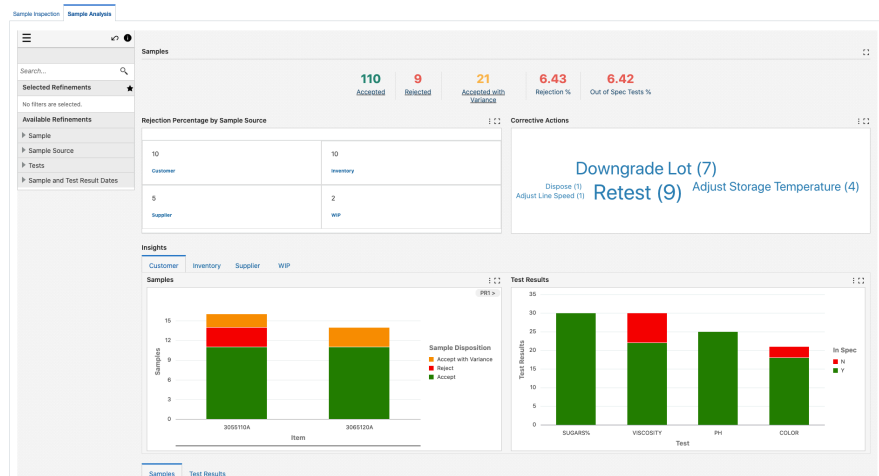 Sample Inspection Sample Analysis
Samples
Search...
Selected Refinements
No filters are selected.
Available Refinements
Sample
Sample Source
Tests
Sample and Test Result Dates
110 9 21 6.43 6.42
Accepted Rejected Accepted with Variance Rejection % Out of Spec Tests %
Rejection Percentage by Sample Source
10 10
Customer Inventory
5 2
Supplier WIP
Corrective Actions
Downgrade Lot (7)
Dispose (1)
Adjust Line Speed (1) Retest (9) Adjust Storage Temperature (4)
Insights
Customer Inventory Supplier WIP
Samples
PR1 >
15
12
9
6
3
0
Samples
3055110A 3065120A
Item
Sample Disposition
Accept with Variance
Reject
Accept
Test Results
35
30
25
20
15
10
5
0
Test Results
SUGARS% VISCOSITY PH COLOR
Test
In Spec
N
Y
Samples Test Results